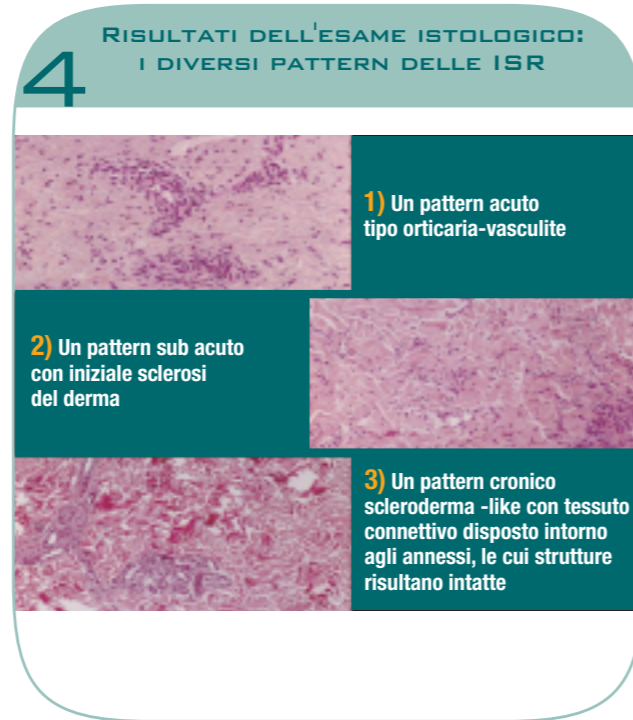 4
RISULTATI DELL'ESAME ISTOLOGICO:
I DIVERSI PATTERN DELLE ISR
1) Un pattern acuto
tipo orticaria-vasculite
2) Un pattern sub acuto
con iniziale sclerosi
del derma
3) Un pattern cronico
scleroderma -like con tessuto
connettivo disposto intorno
agli annessi, le cui strutture
risultano intatte